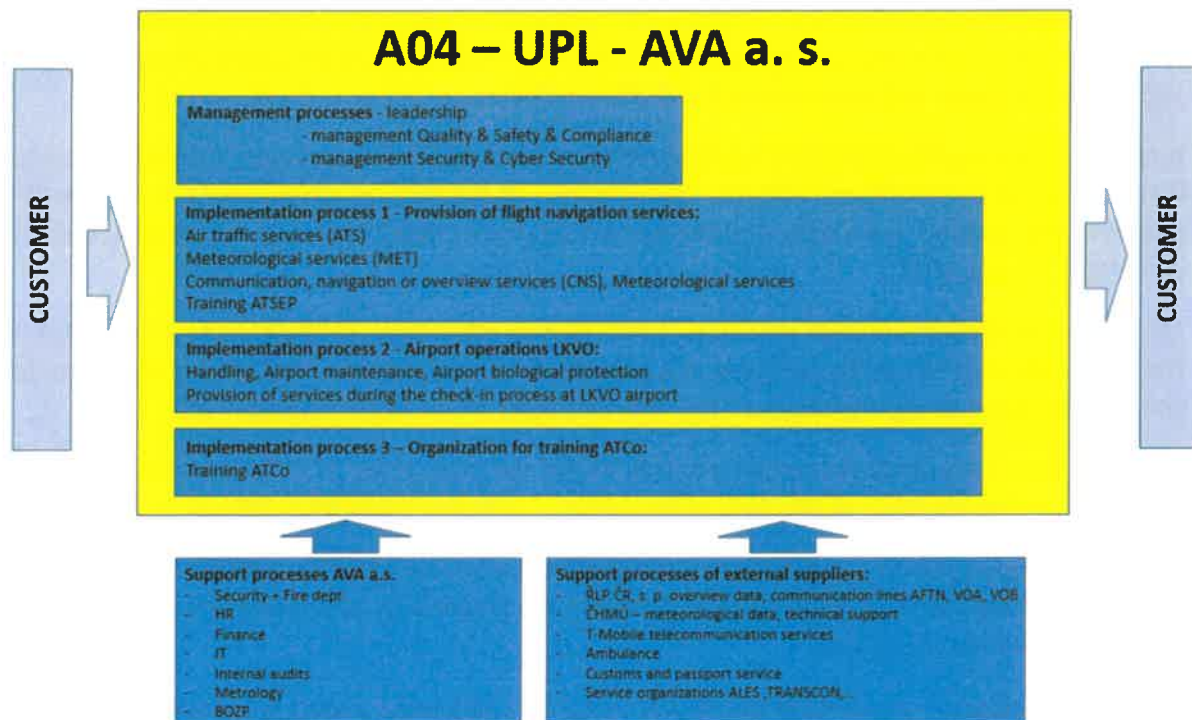 A04 – UPL - AVA a. s.
CUSTOMER
Management processes - leadership
- management Quality & Safety & Compliance
- management Security & Cyber Security
Implementation process 1 - Provision of flight navigation services:
Air traffic services (ATS)
Meteorological services (MET)
Communication, navigation or overview services (CNS), Meteorological services
Training ATSEP
Implementation process 2 - Airport operations LKVO:
Handling, Airport maintenance, Airport biological protection
Provision of services during the check-in process at LKVO airport
Implementation process 3 – Organization for training ATCo:
Training ATCo
CUSTOMER
Support processes AVA a.s.
- Security + Fire dept
- HR
- Finance
- IT
- Internal audits
- Metrology
- BOZP
Support processes of external suppliers:
- ŘLP ČR, s. p. overview data, communication lines AFTN, VOA, VOB
- ČHMÚ – meteorological data, technical support
- T-Mobile telecommunication services
- Ambulance
- Customs and passport service
- Service organizations ALES ,TRANSCON,...